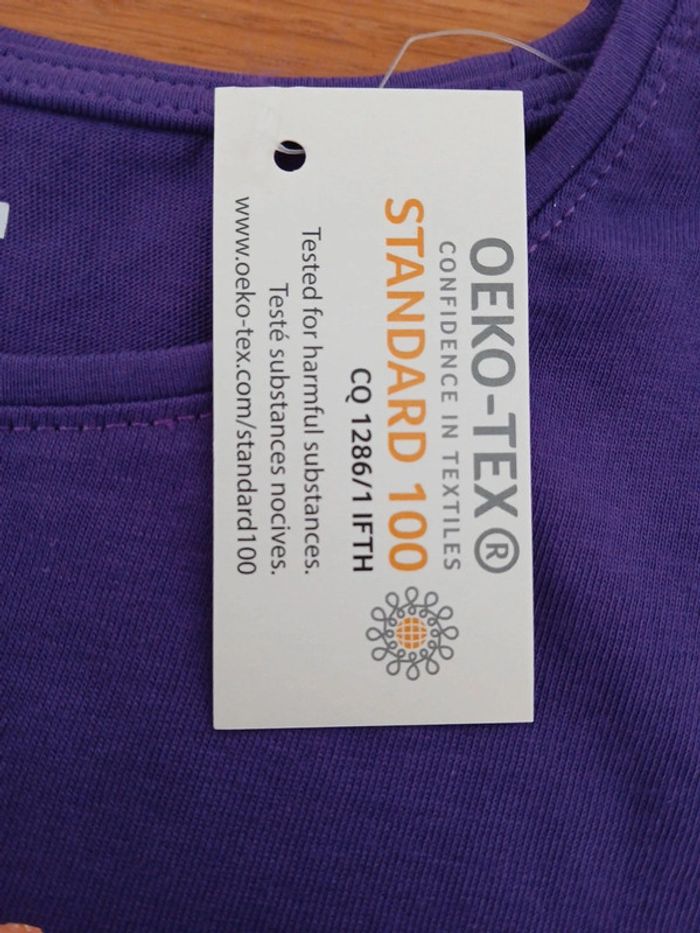 OEKO-TEX®
CONFIDENCE IN TEXTILES
STANDARD 100
CQ 1286/1 IFTH
Tested for harmful substances.
Testé substances nocives.
www.oeko-tex.com/standard100